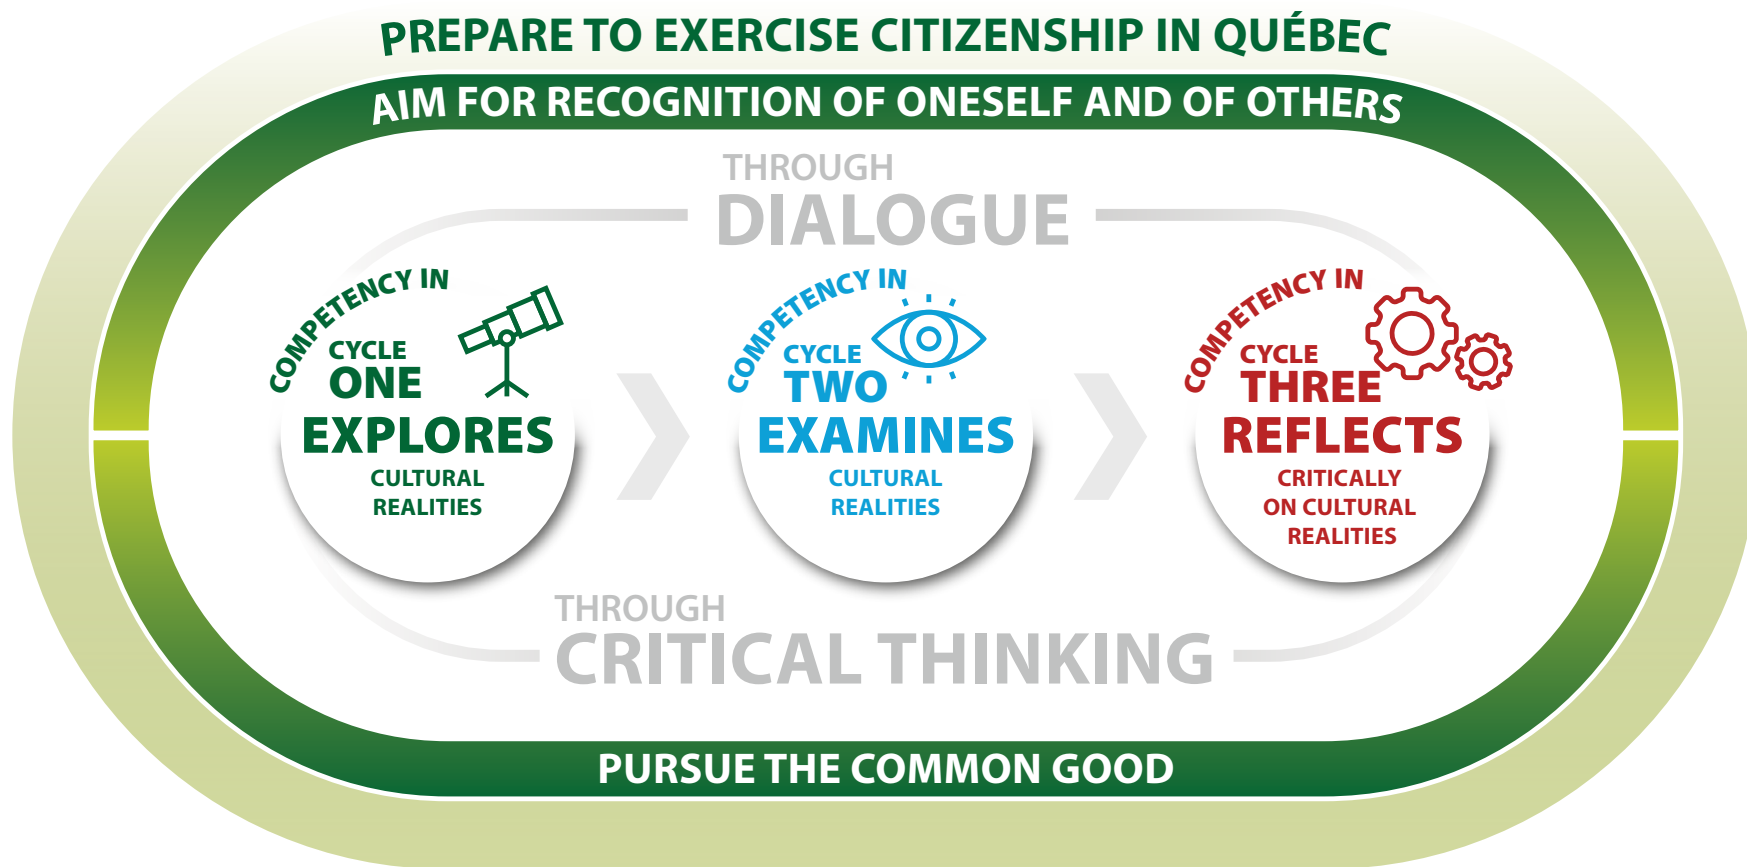 PREPARE TO EXERCISE CITIZENSHIP IN QUÉBEC
AIM FOR RECOGNITION OF ONESELF AND OF OTHERS
THROUGH
DIALOGUE
COMPETENCY IN
CYCLE
ONE
EXPLORES
CULTURAL
REALITIES
COMPETENCY IN
CYCLE
TWO
EXAMINES
CULTURAL
REALITIES
COMPETENCY IN
CYCLE
THREE
REFLECTS
CRITICALLY
ON CULTURAL
REALITIES
THROUGH
CRITICAL THINKING
PURSUE THE COMMON GOOD